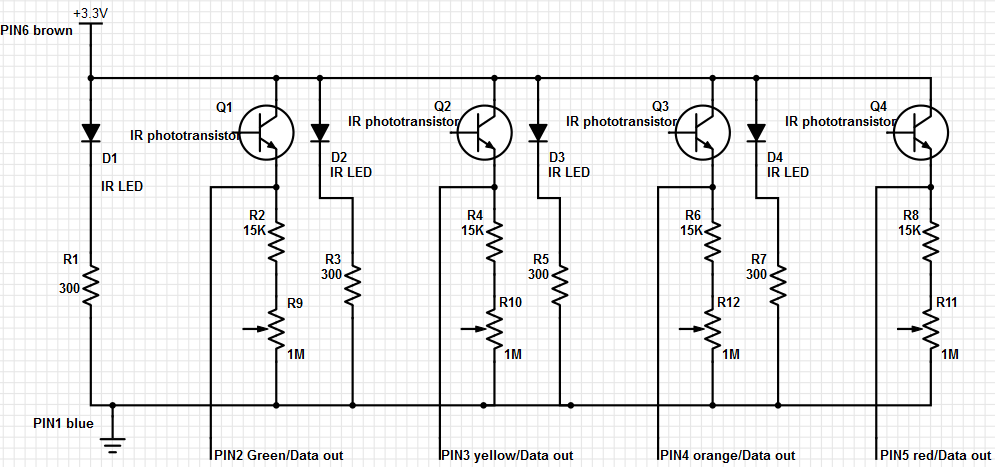 +3.3V
PIN6 brown
Q1
IR phototransistor
Q2
IR phototransistor
Q3
IR phototransistor
Q4
IR phototransistor
D1
IR LED
D2
IR LED
D3
IR LED
D4
IR LED
R2
15K
R4
15K
R6
15K
R8
15K
R1
300
R3
300
R5
300
R7
300
R9
1M
R10
1M
R12
1M
R11
1M
PIN1 blue
PIN2 Green/Data out
PIN3 yellow/Data out
PIN4 orange/Data out
PIN5 red/Data out